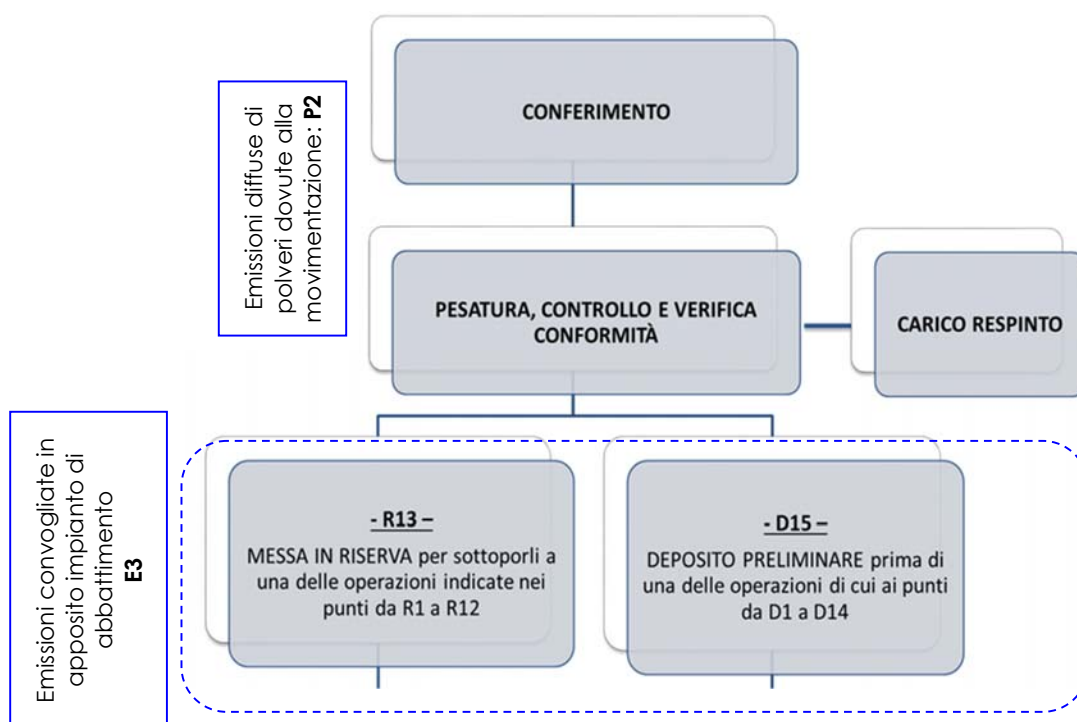 Emissioni diffuse di
polveri dovute alla
movimentazione: P2
CONFERIMENTO
PESATURA, CONTROLLO E VERIFICA
CONFORMITÀ
CARICO RESPINTO
Emissioni convogliate in
apposito impianto di
abbattimento
E3
- R13 –
MESSA IN RISERVA per sottoporli a
una delle operazioni indicate nei
punti da R1 a R12
- D15 –
DEPOSITO PRELIMINARE prima di
una delle operazioni di cui ai punti
da D1 a D14